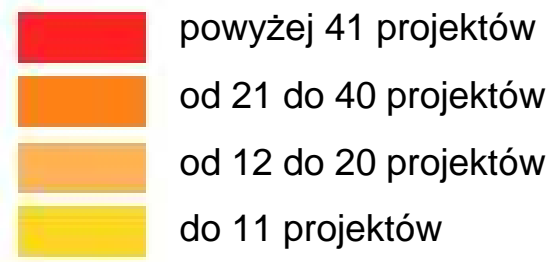 powyżej 41 projektów
od 21 do 40 projektów
od 12 do 20 projektów
do 11 projektów